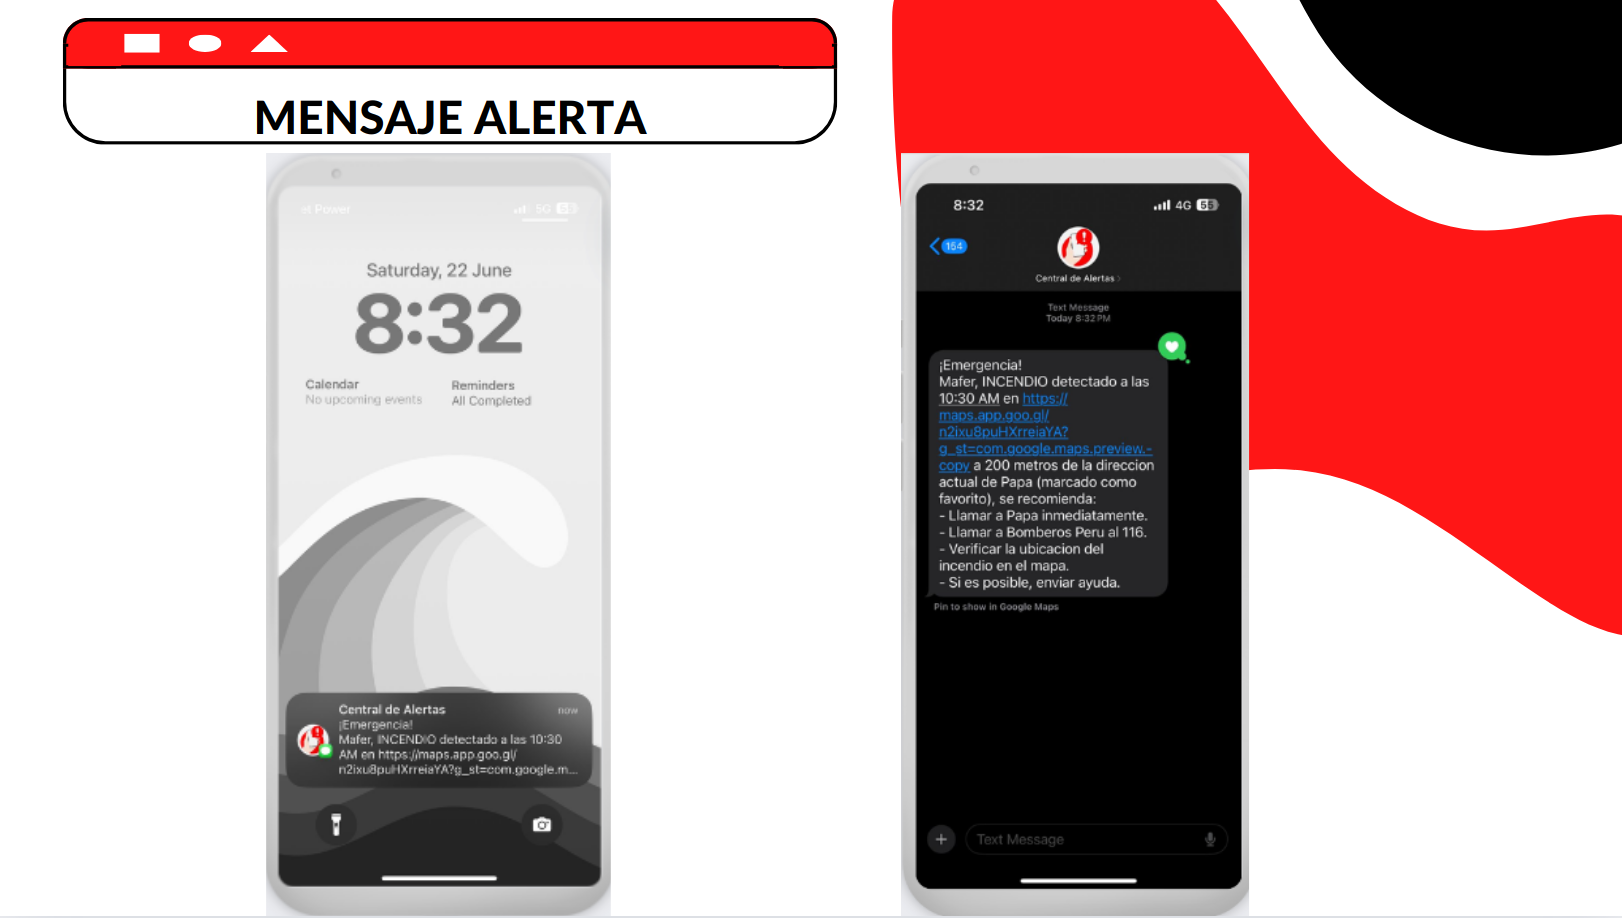 MENSAJE ALERTA
Power
5G
Saturday, 22 June
8:32
Calendar
No upcoming events
Reminders
All Completed
Central de Alertas
now
¡Emergencia!
Mafer, INCENDIO detectado a las 10:30
AM en https://maps.app.goo.gl/
n2ixu8puHXrreiaYA?g_st=com.google.m...
8:32
4G
55
154
Central de Alertas
Text Message
Today 8:32 PM
¡Emergencia!
Mafer, INCENDIO detectado a las
10:30 AM en https://
maps.app.goo.gl/
n2ixu8puHXrreiaYA?
g_st=com.google.maps.preview.-
copy a 200 metros de la direccion
actual de Papa (marcado como
favorito), se recomienda:
- Llamar a Papa inmediatamente.
- Llamar a Bomberos Peru al 116.
- Verificar la ubicacion del
incendio en el mapa.
- Si es posible, enviar ayuda.
Pin to show in Google Maps
Text Message